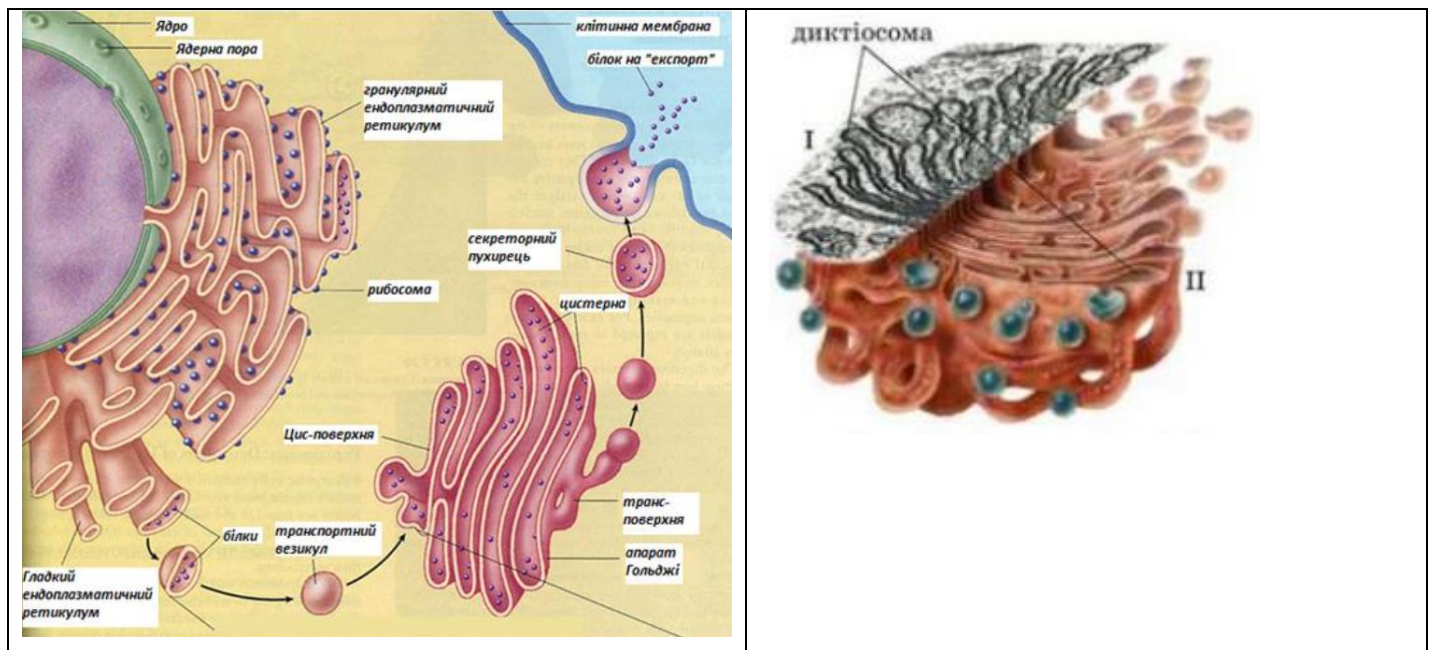 Ядро
Ядерна пора
гранулярний
ендоплазматичний
ретикулум
клітинна мембрана
білок на "експорт"
секреторний
пухирець
рибосома
цистерна
Цис-поверхня
транс-
поверхня
білки
транспортний
везикул
апарат
Гольджі
Гладкий
ендоплазматичний
ретикулум
диктіосома
I
II